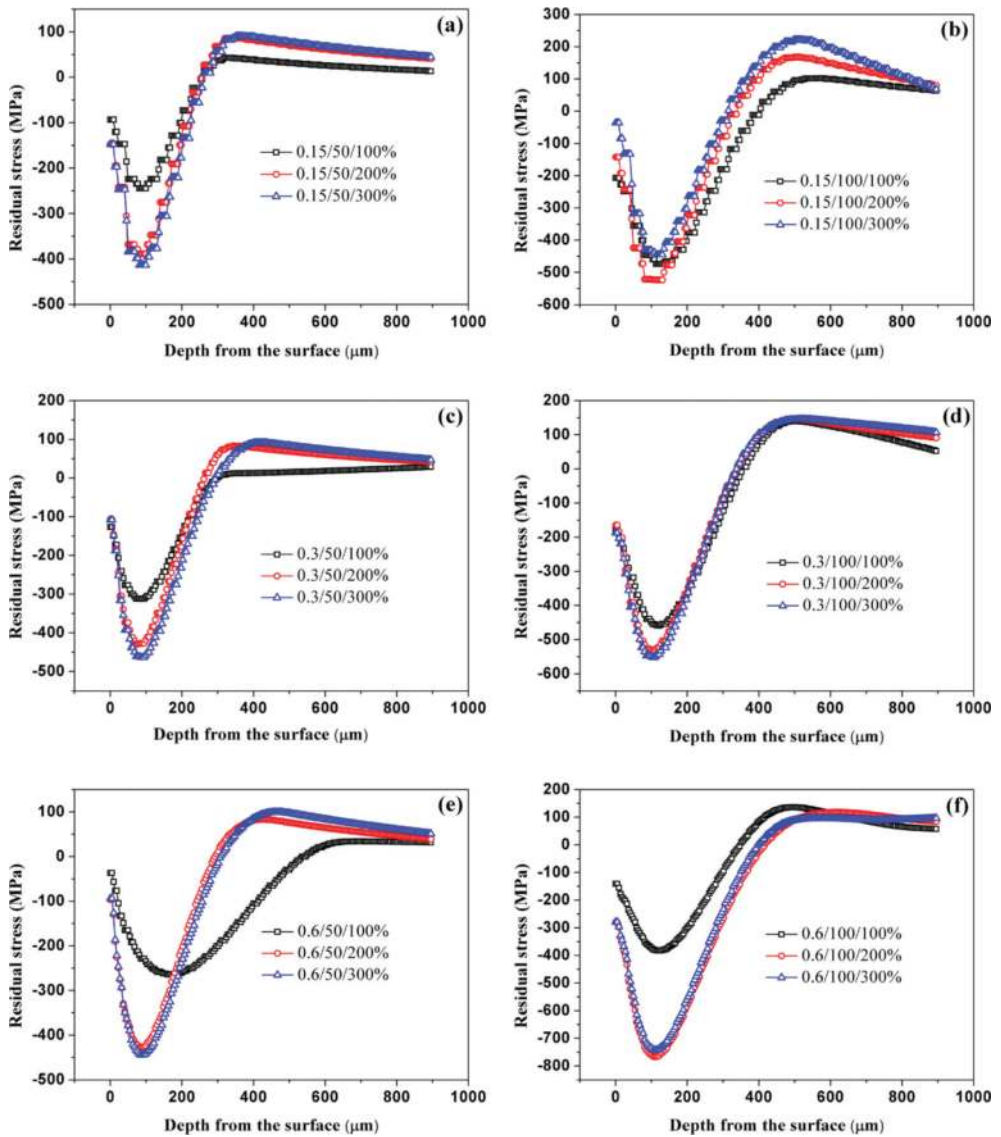 (a)
Residual stress (MPa)
100
0
-100
-200
-300
-400
-500
0.15/50/100%
0.15/50/200%
0.15/50/300%
0 200 400 600 800 1000
Depth from the surface (μm)
(b)
Residual stress (MPa)
300
200
100
0
-100
-200
-300
-400
-500
-600
0.15/100/100%
0.15/100/200%
0.15/100/300%
0 200 400 600 800 1000
Depth from the surface (μm)
(c)
Residual stress (MPa)
200
100
0
-100
-200
-300
-400
-500
0.3/50/100%
0.3/50/200%
0.3/50/300%
0 200 400 600 800 1000
Depth from the surface (μm)
(d)
Residual stress (MPa)
200
100
0
-100
-200
-300
-400
-500
-600
0.3/100/100%
0.3/100/200%
0.3/100/300%
0 200 400 600 800 1000
Depth from the surface (μm)
(e)
Residual stress (MPa)
100
0
-100
-200
-300
-400
-500
0.6/50/100%
0.6/50/200%
0.6/50/300%
0 200 400 600 800 1000
Depth from the surface (μm)
(f)
Residual stress (MPa)
200
100
0
-100
-200
-300
-400
-500
-600
-700
-800
0.6/100/100%
0.6/100/200%
0.6/100/300%
0 200 400 600 800 1000
Depth from the surface (μm)